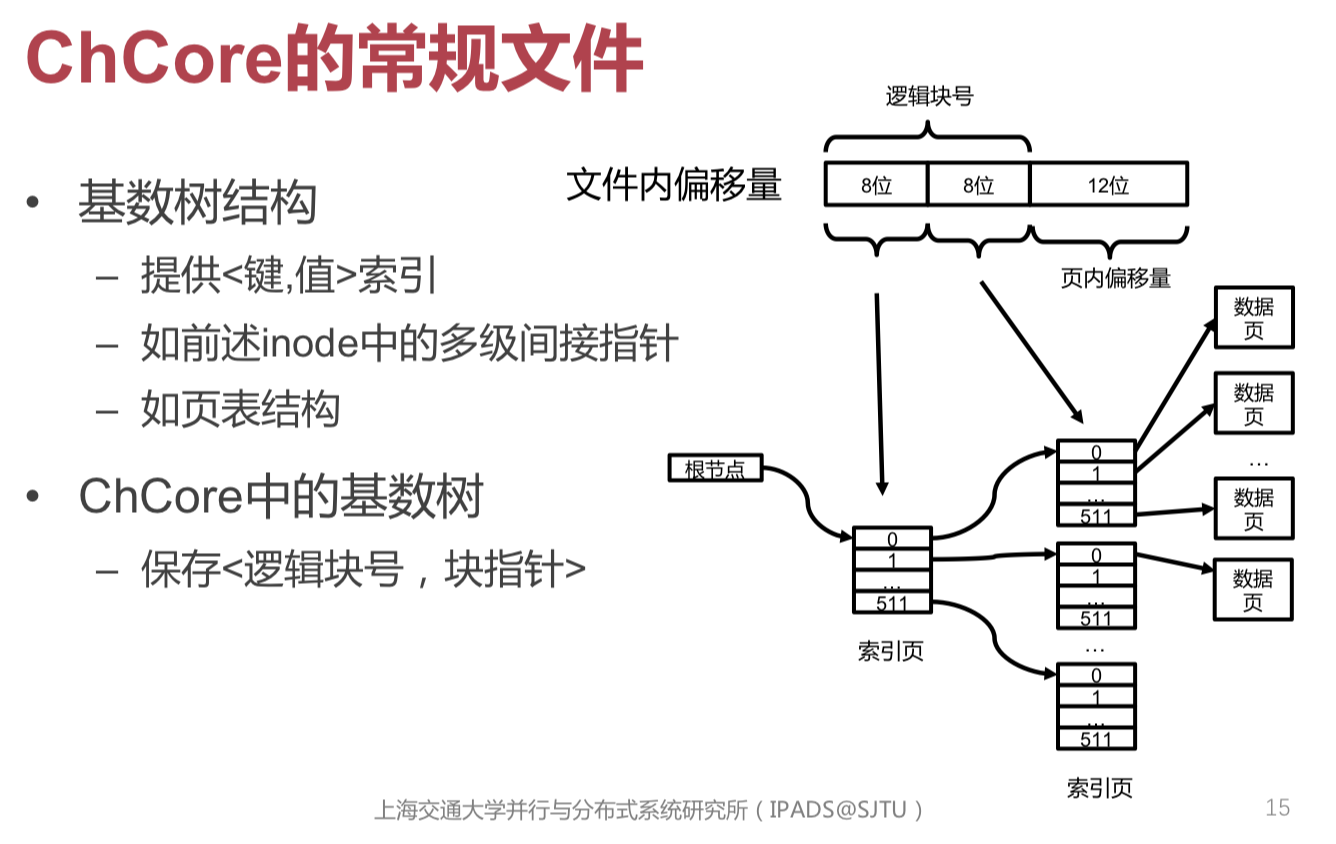 ChCore的常规文件
• 基数树结构
– 提供<键,值>索引
– 如前述inode中的多级间接指针
– 如页表结构
• ChCore中的基数树
– 保存<逻辑块号，块指针>
逻辑块号
文件内偏移量
8位
8位
12位
页内偏移量
根节点
0
1
...
511
索引页
0
1
...
511
0
1
...
511
...
0
1
...
511
索引页
数据
页
数据
页
...
数据
页
数据
页
上海交通大学并行与分布式系统研究所（IPADS@SJTU）
15